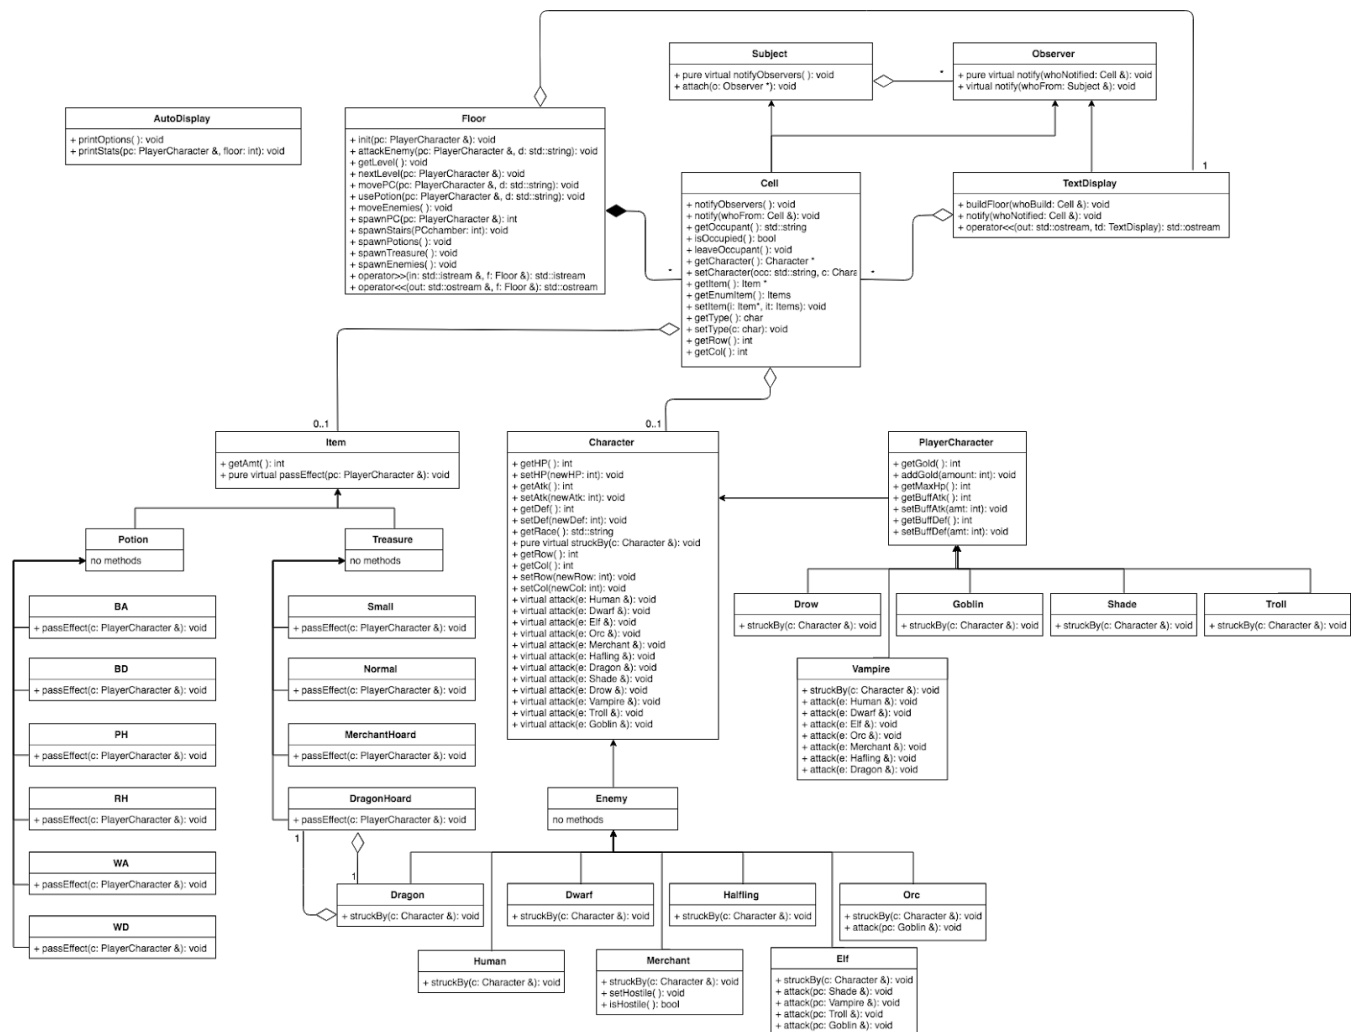 Subject
+ pure virtual notifyObservers( ): void
+ attach(o: Observer *): void
*
Observer
+ pure virtual notify(whoNotified: Cell &): void
+ virtual notify(whoFrom: Subject &): void
AutoDisplay
+ printOptions( ): void
+ printStats(pc: PlayerCharacter &, floor: int): void
Floor
+ init(pc: PlayerCharacter &): void
+ attackEnemy(pc: PlayerCharacter &, d: std::string): void
+ getLevel( ): void
+ nextLevel(pc: PlayerCharacter &): void
+ movePC(pc: PlayerCharacter &, d: std::string): void
+ usePotion(pc: PlayerCharacter &, d: std::string): void
+ moveEnemies( ): void
+ spawnPC(pc: PlayerCharacter &): int
+ spawnStairs(PCchamber: int): void
+ spawnPotions( ): void
+ spawnTreasure( ): void
+ spawnEnemies( ): void
+ operator>>(in: std::istream &, f: Floor &): std::istream
+ operator<<(out: std::ostream &, f: Floor &): std::ostream
*
Cell
+ notifyObservers( ): void
+ notify(whoFrom: Cell &): void
+ getOccupant( ): std::string
+ isOccupied( ): bool
+ leaveOccupant( ): void
+ getCharacter( ): Character *
+ setCharacter(occ: std::string, c: Chara
+ getItem( ): Item *
+ getEnumItem( ): Items
+ setItem(i: Item*, it: Items): void
+ getType( ): char
+ setType(c: char): void
+ getRow( ): int
+ getCol( ): int
*
1
TextDisplay
+ buildFloor(whoBuild: Cell &): void
+ notify(whoNotified: Cell &): void
+ operator<<(out: std::ostream, td: TextDisplay): std::ostream
0..1
Item
+ getAmt( ): int
+ pure virtual passEffect(pc: PlayerCharacter &): void
0..1
Character
+ getHP( ): int
+ setHP(newHP: int): void
+ getAtk( ): int
+ setAtk(newAtk: int): void
+ getDef( ): int
+ setDef(newDef: int): void
+ getRace( ): std::string
+ pure virtual struckBy(c: Character &): void
+ getRow( ): int
+ getCol( ): int
+ setRow(newRow: int): void
+ setCol(newCol: int): void
+ virtual attack(e: Human &): void
+ virtual attack(e: Dwarf &): void
+ virtual attack(e: Elf &): void
+ virtual attack(e: Orc &): void
+ virtual attack(e: Merchant &): void
+ virtual attack(e: Hafling &): void
+ virtual attack(e: Dragon &): void
+ virtual attack(e: Shade &): void
+ virtual attack(e: Drow &): void
+ virtual attack(e: Vampire &): void
+ virtual attack(e: Troll &): void
+ virtual attack(e: Goblin &): void
PlayerCharacter
+ getGold( ): int
+ addGold(amount: int): void
+ getMaxHp( ): int
+ getBuffAtk( ): int
+ setBuffAtk(amt: int): void
+ getBuffDef( ): int
+ setBuffDef(amt: int): void
Potion
no methods
Treasure
no methods
BA
+ passEffect(c: PlayerCharacter &): void
BD
+ passEffect(c: PlayerCharacter &): void
PH
+ passEffect(c: PlayerCharacter &): void
RH
+ passEffect(c: PlayerCharacter &): void
WA
+ passEffect(c: PlayerCharacter &): void
WD
+ passEffect(c: PlayerCharacter &): void
Small
+ passEffect(c: PlayerCharacter &): void
Normal
+ passEffect(c: PlayerCharacter &): void
MerchantHoard
+ passEffect(c: PlayerCharacter &): void
DragonHoard
+ passEffect(c: PlayerCharacter &): void
1
1
Drow
+ struckBy(c: Character &): void
Goblin
+ struckBy(c: Character &): void
Shade
+ struckBy(c: Character &): void
Troll
+ struckBy(c: Character &): void
Vampire
+ struckBy(c: Character &): void
+ attack(e: Human &): void
+ attack(e: Dwarf &): void
+ attack(e: Elf &): void
+ attack(e: Orc &): void
+ attack(e: Merchant &): void
+ attack(e: Hafling &): void
+ attack(e: Dragon &): void
Enemy
no methods
Dragon
+ struckBy(c: Character &): void
Dwarf
+ struckBy(c: Character &): void
Halfling
+ struckBy(c: Character &): void
Orc
+ struckBy(c: Character &): void
+ attack(pc: Goblin &): void
Human
+ struckBy(c: Character &): void
Merchant
+ struckBy(c: Character &): void
+ setHostile( ): void
+ isHostile( ): bool
Elf
+ struckBy(c: Character &): void
+ attack(pc: Shade &): void
+ attack(pc: Vampire &): void
+ attack(pc: Troll &): void
+ attack(pc: Goblin &): void